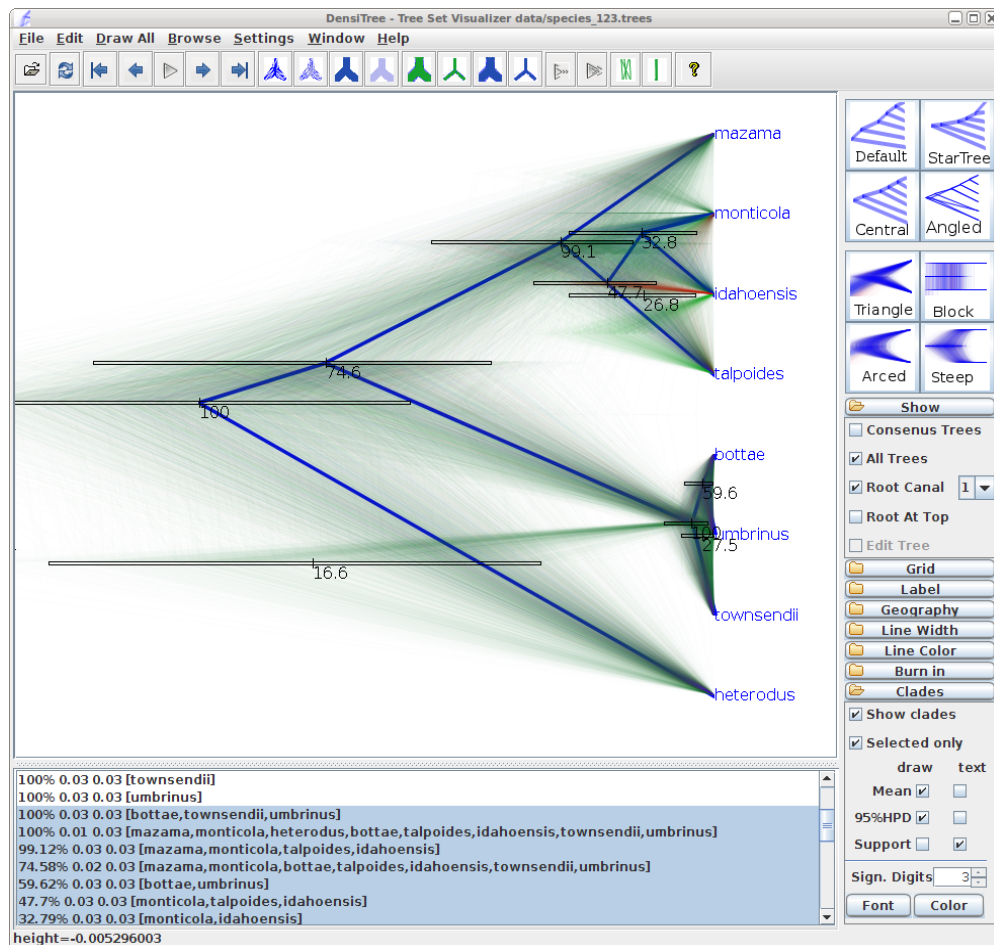 DensiTree - Tree Set Visualizer data/species_123.trees
File Edit Draw All Browse Settings Window Help
?
mazama
monticola
32.8
99.1
idahoensis
47.7
26.8
talpoides
74.6
100
bottae
59.6
umbrinus
100
27.5
16.6
townsendii
heterodus
Default StarTree
Central Angled
Triangle Block
Arced Steep
Show
Consenus Trees
All Trees
Root Canal 1
Root At Top
Edit Tree
Grid
Label
Geography
Line Width
Line Color
Burn in
Clades
Show clades
Selected only
draw text
Mean
95%HPD
Support
Sign. Digits 3
Font Color
100% 0.03 0.03 [townsendii]
100% 0.03 0.03 [umbrinus]
100% 0.03 0.03 [bottae,townsendii,umbrinus]
100% 0.01 0.03 [mazama,monticola,heterodus,bottae,talpoides,idahoensis,townsendii,umbrinus]
99.12% 0.03 0.03 [mazama,monticola,talpoides,idahoensis]
74.58% 0.02 0.03 [mazama,monticola,bottae,talpoides,idahoensis,townsendii,umbrinus]
59.62% 0.03 0.03 [bottae,umbrinus]
47.7% 0.03 0.03 [monticola,talpoides,idahoensis]
32.79% 0.03 0.03 [monticola,idahoensis]
height=-0.005296003